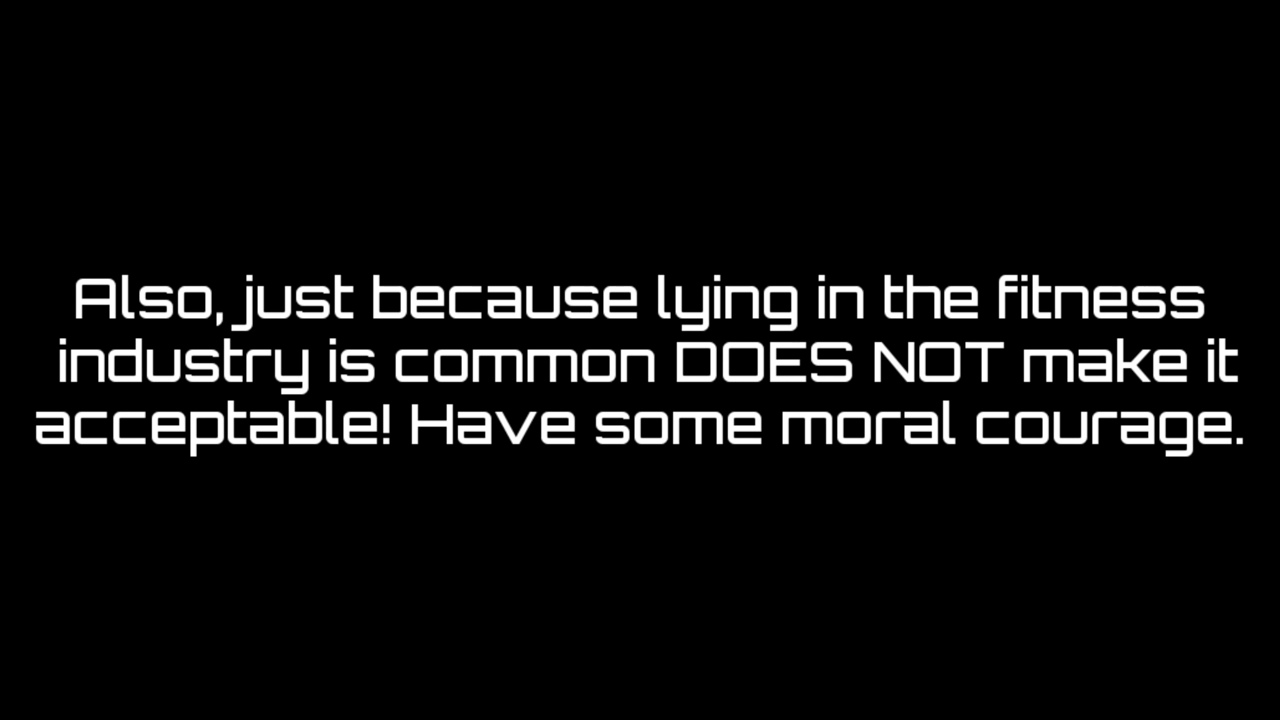 Also, just because lying in the fitness
industry is common DOES NOT make it
acceptable! Have some moral courage.